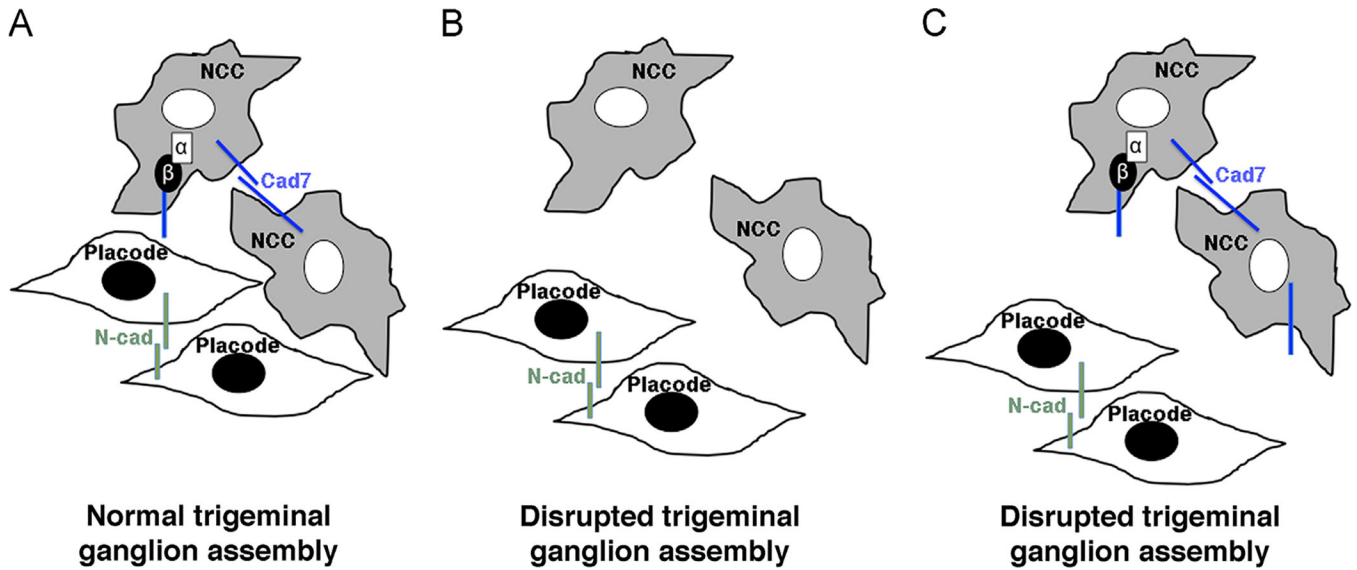 A
NCC
α
β
Cad7
NCC
Placode
N-cad
Placode
Normal trigeminal
ganglion assembly
B
NCC
NCC
Placode
N-cad
Placode
Disrupted trigeminal
ganglion assembly
C
NCC
α
β
Cad7
NCC
Placode
N-cad
Placode
Disrupted trigeminal
ganglion assembly